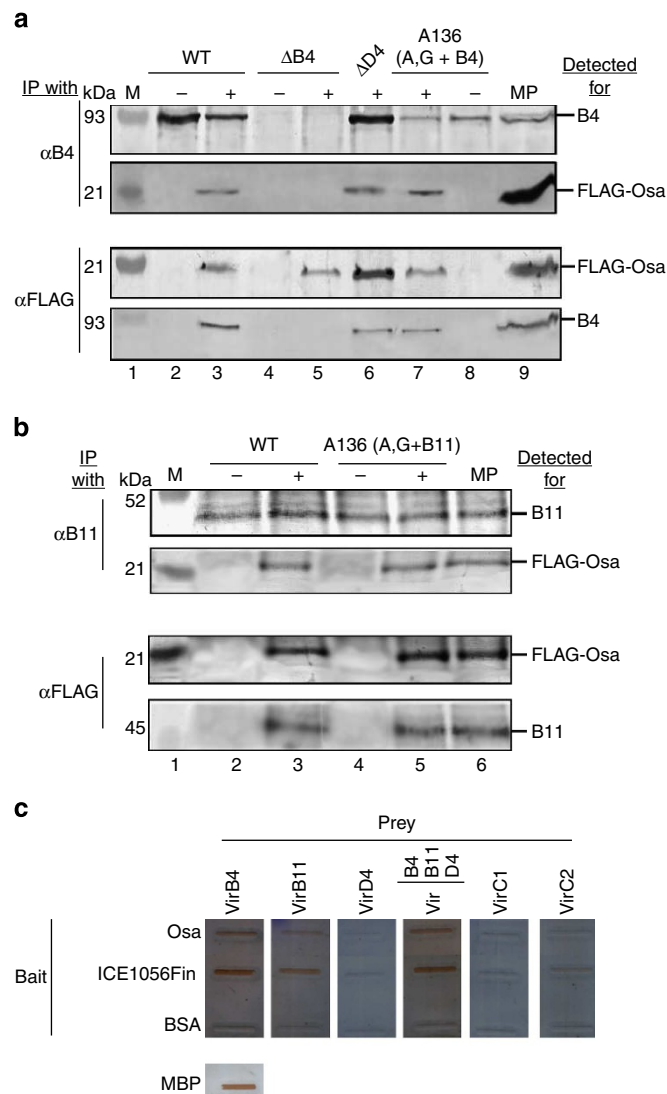 a
WT ΔB4 ΔD4 A136 (A,G + B4) Detected for
IP with kDa M – + – + + + – MP
αB4 93 B4
21 FLAG-Osa
αFLAG 21 FLAG-Osa
93 B4
1 2 3 4 5 6 7 8 9
b
IP with WT A136 (A,G+B11) Detected for
kDa M – + – + MP
αB11 52 B11
21 FLAG-Osa
αFLAG 21 FLAG-Osa
45 B11
1 2 3 4 5 6
c
Prey
VirB4 VirB11 VirD4 Vir B4 B11 D4 VirC1 VirC2
Bait Osa
ICE1056Fin
BSA
MBP